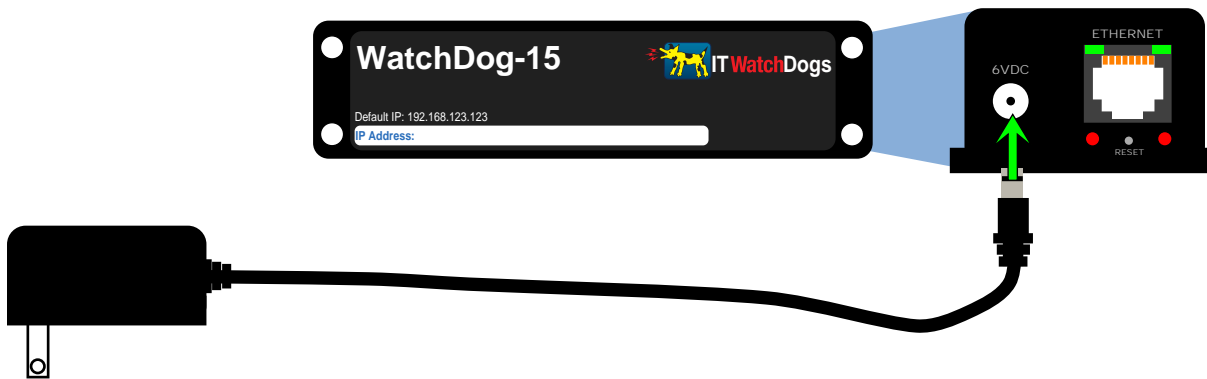 WatchDog-15
ITWatchDogs
Default IP: 192.168.123.123
IP Address:
ETHERNET
6VDC
RESET